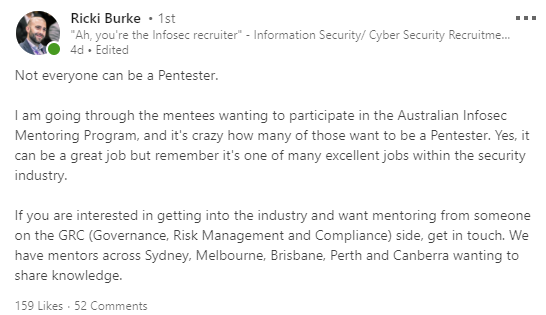 Ricki Burke • 1st
"Ah, you're the Infosec recruiter" - Information Security/ Cyber Security Recruitme...
4d • Edited
Not everyone can be a Pentester.
I am going through the mentees wanting to participate in the Australian Infosec
Mentoring Program, and it's crazy how many of those want to be a Pentester. Yes, it
can be a great job but remember it's one of many excellent jobs within the security
industry.
If you are interested in getting into the industry and want mentoring from someone
on the GRC (Governance, Risk Management and Compliance) side, get in touch. We
have mentors across Sydney, Melbourne, Brisbane, Perth and Canberra wanting to
share knowledge.
159 Likes · 52 Comments